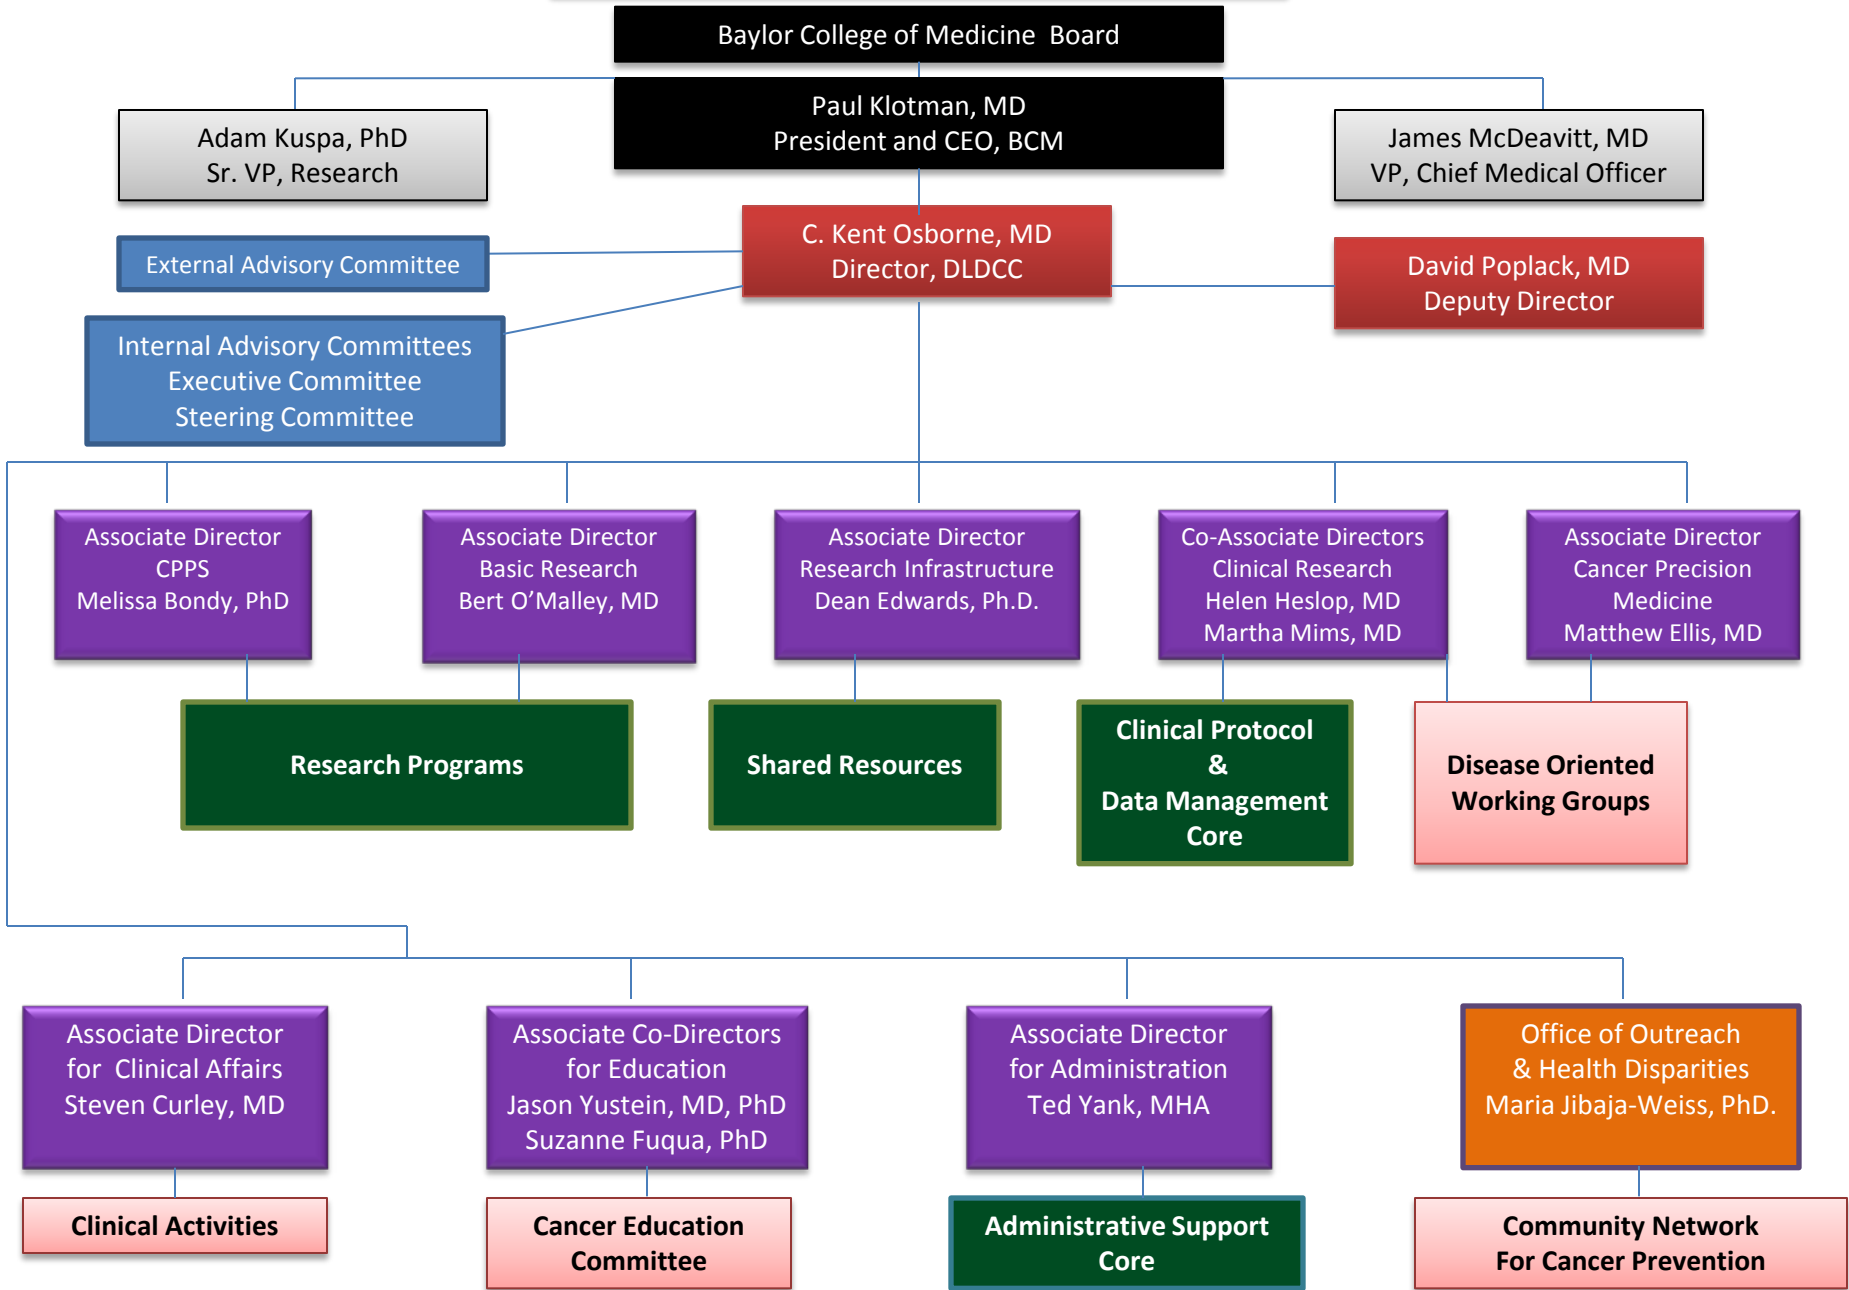 Baylor College of Medicine Board
Paul Klotman, MD
President and CEO, BCM
Adam Kuspa, PhD
Sr. VP, Research
James McDeavitt, MD
VP, Chief Medical Officer
C. Kent Osborne, MD
Director, DLDCC
External Advisory Committee
David Poplack, MD
Deputy Director
Internal Advisory Committees
Executive Committee
Steering Committee
Associate Director
CPPS
Melissa Bondy, PhD
Associate Director
Basic Research
Bert O’Malley, MD
Associate Director
Research Infrastructure
Dean Edwards, Ph.D.
Co-Associate Directors
Clinical Research
Helen Heslop, MD
Martha Mims, MD
Associate Director
Cancer Precision
Medicine
Matthew Ellis, MD
Research Programs
Shared Resources
Clinical Protocol
&
Data Management
Core
Disease Oriented
Working Groups
Associate Director
for Clinical Affairs
Steven Curley, MD
Associate Co-Directors
for Education
Jason Yustein, MD, PhD
Suzanne Fuqua, PhD
Associate Director
for Administration
Ted Yank, MHA
Office of Outreach
& Health Disparities
Maria Jibaja-Weiss, PhD.
Clinical Activities
Cancer Education
Committee
Administrative Support
Core
Community Network
For Cancer Prevention